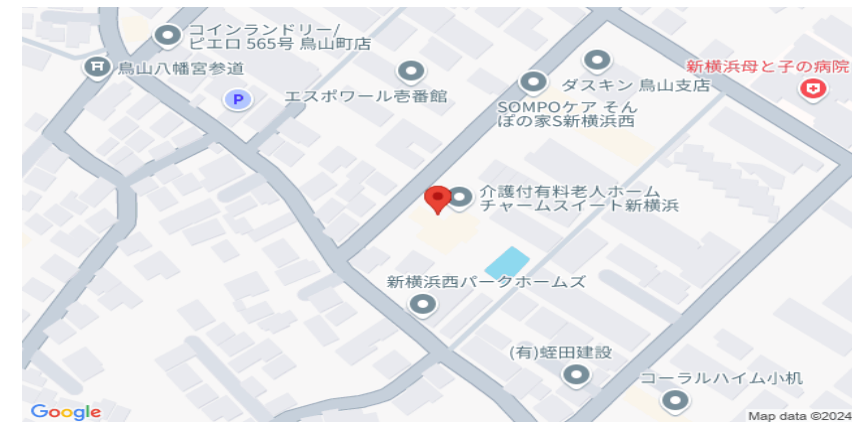 コインランドリー/
ピエロ 565号 鳥山町店
鳥山八幡宮参道
P
エスポワール壱番館
ダスキン 鳥山支店
新横浜母と子の病院
SOMPOケア そん
ぽの家S新横浜西
介護付有料老人ホーム
チャームスイート新横浜
新横浜西パークホームズ
(有)蛭田建設
コーラルハイム小机
Google
Map data ©2024